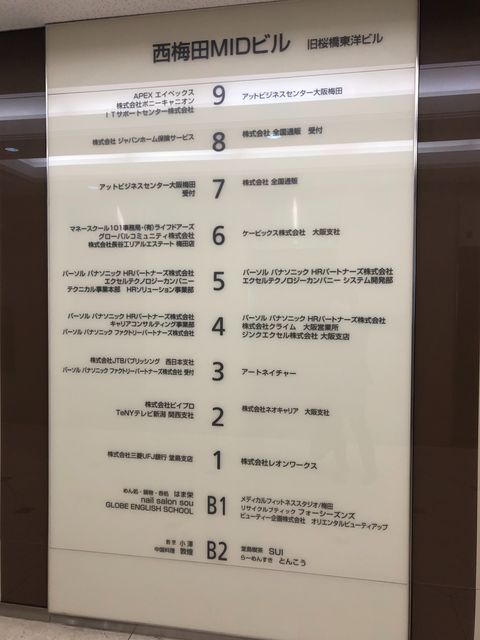 西梅田MIDビル 旧桜橋東洋ビル
APEX エイベックス
株式会社ポニーキャニオン
ITサポートセンター株式会社
9
アットビジネスセンター大阪梅田
株式会社 ジャパンホーム保険サービス
8
株式会社 全国通販 受付
アットビジネスセンター大阪梅田
受付
7
株式会社 全国通販
マネースクール101事務局・(有)ライフドアーズ
グローバルコミュニティ株式会社
株式会社長谷工リアルエステート 梅田店
6
ケービックス株式会社 大阪支社
パーソル パナソニック HRパートナーズ株式会社
エクセルテクノロジーカンパニー
テクニカル事業本部 HRソリューション事業部
5
パーソル パナソニック HRパートナーズ株式会社
エクセルテクノロジーカンパニー システム開発部
パーソル パナソニック HRパートナーズ株式会社
キャリアコンサルティング事業部
パーソル パナソニック ファクトリーパートナーズ株式会社
4
パーソル パナソニック HRパートナーズ株式会社
株式会社クライム 大阪営業所
ジンクエクセル株式会社 大阪支店
株式会社JTBパブリッシング 西日本支社
パーソル パナソニック ファクトリーパートナーズ株式会社 受付
3
アートネイチャー
株式会社ビイプロ
TeNYテレビ新潟 関西支社
2
株式会社ネオキャリア 大阪支社
株式会社三菱UFJ銀行 堂島支店
1
株式会社レオンワークス
めん処・鍋物・呑処 はま栄
nail salon sou
GLOBE ENGLISH SCHOOL
B1
メディカルフィットネススタジオ/梅田
リサイクルブティック フォーシーズンズ
ビューティー企画株式会社 オリエンタルビューティアップ
割烹 小澤
中国料理 敦煌
B2
堂島喫茶 SUI
らーめんすき とんこう